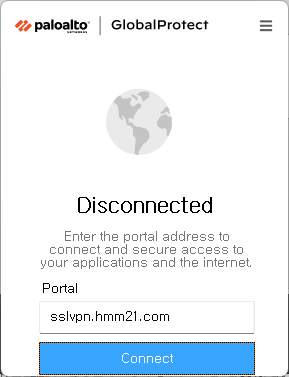 paloalto NETWORKS | GlobalProtect
Disconnected
Enter the portal address to
connect and secure access to
your applications and the internet.
Portal
sslvpn.hmm21.com
Connect